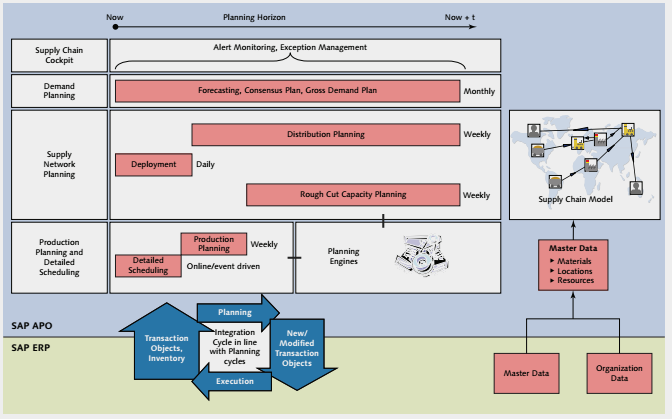 Now
Planning Horizon
Now + t
Supply Chain
Cockpit
Alert Monitoring, Exception Management
Demand
Planning
Forecasting, Consensus Plan, Gross Demand Plan
Monthly
Supply
Network
Planning
Distribution Planning
Weekly
Deployment
Daily
Rough Cut Capacity Planning
Weekly
Production
Planning and
Detailed
Scheduling
Production
Planning
Weekly
Detailed
Scheduling
Online/event driven
Planning
Engines
Supply Chain Model
Master Data
▸ Materials
▸ Locations
▸ Resources
SAP APO
SAP ERP
Transaction
Objects,
Inventory
Planning
Integration
Cycle in line
with Planning
cycles
Execution
New/
Modified
Transaction
Objects
Master Data
Organization
Data